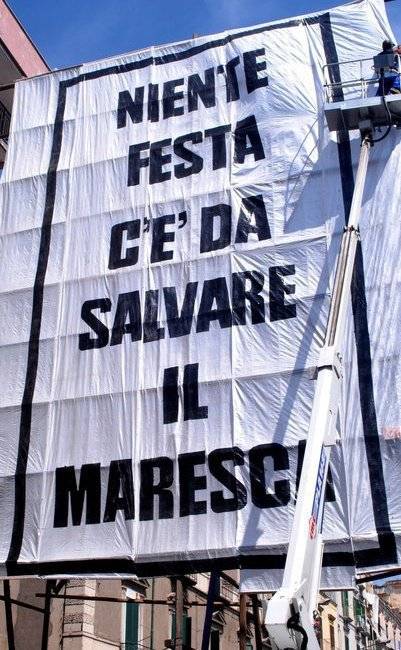 NIENTE
FESTA
C'E' DA
SALVARE
IL
MARESCA